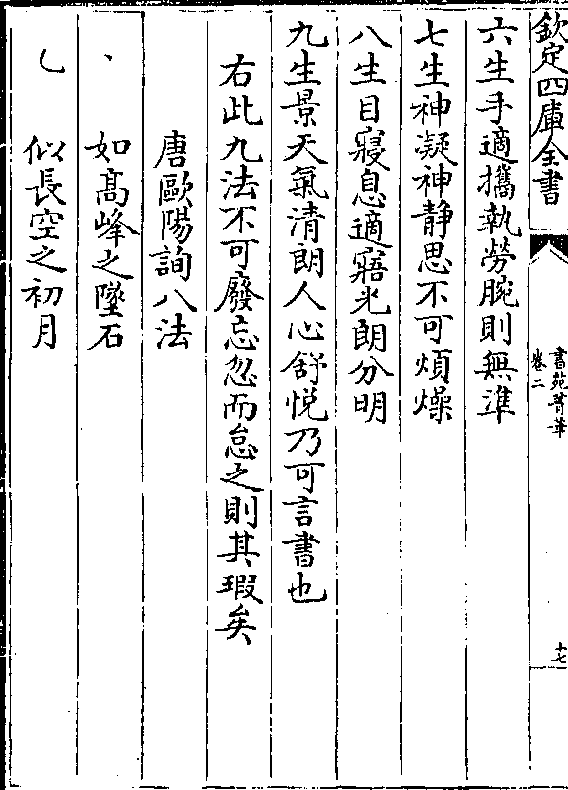 欽定四庫全書
書苑菁華
卷二
十七
六生手適攜執勞腕則無準
七生神凝神静思不可煩燥
八生目寢息適寤光朗分明
九生景天氣清朗人心舒悅乃可言書也
右此九法不可廢忘忽而怠之則其瑕矣
唐歐陽詢八法
丶 如髙峰之墜石
乚 似長空之初月